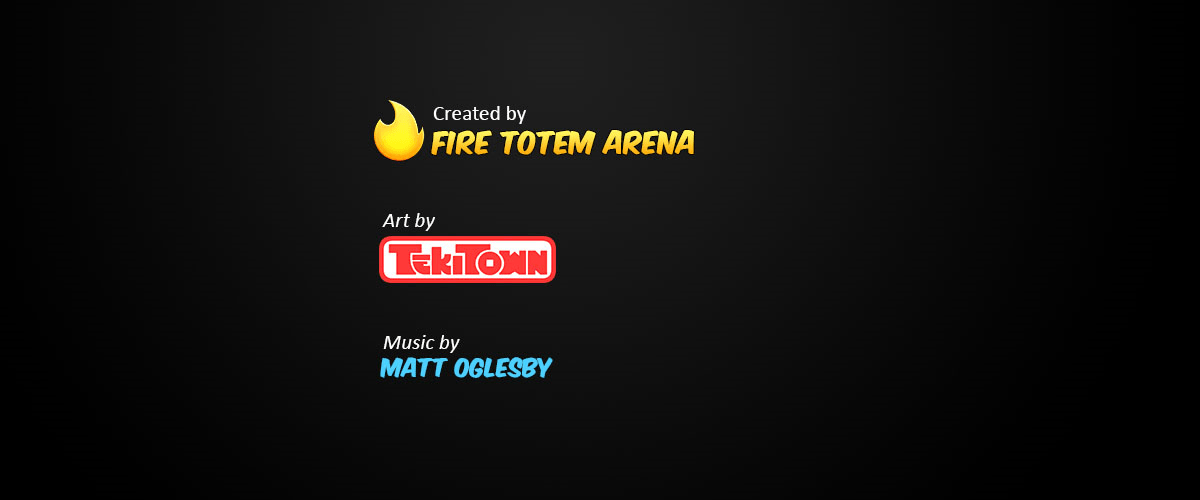 Created by
FIRE TOTEM ARENA
Art by
TEKITOWN
Music by
MATT OGLESBY